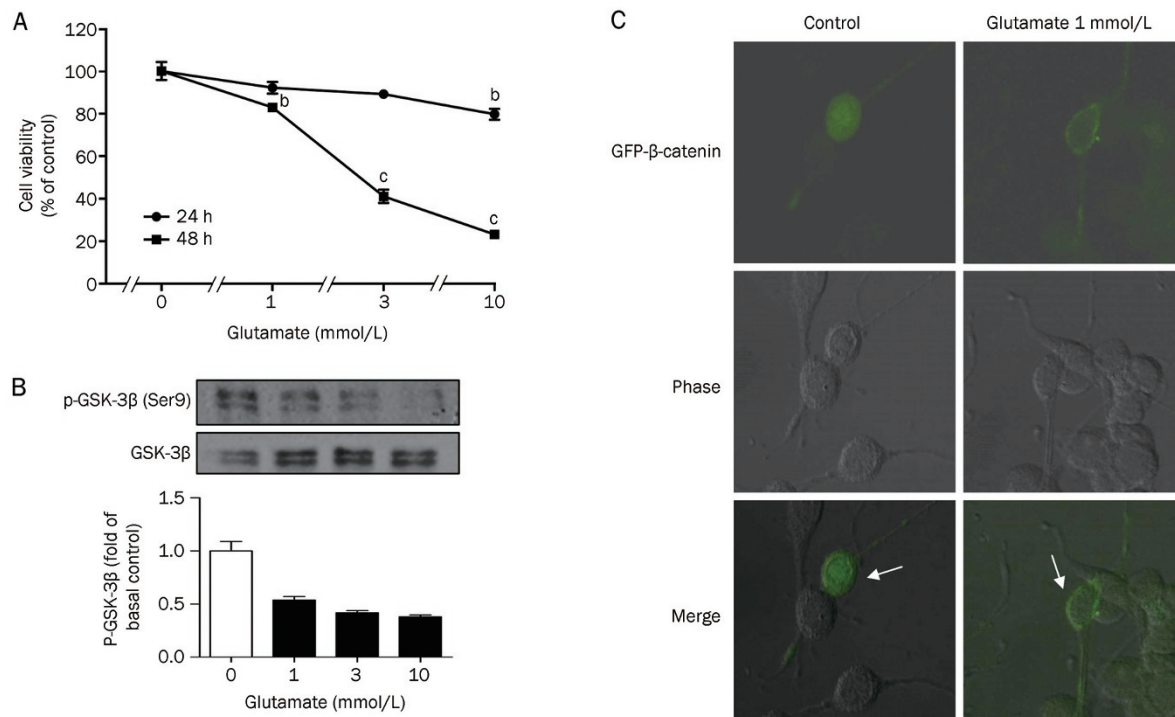 A
Cell viability
(% of control)
120
100
80
60
40
20
0
b
b
c
c
24 h
48 h
0
1
3
10
Glutamate (mmol/L)
B
p-GSK-3β (Ser9)
GSK-3β
P-GSK-3β (fold of
basal control)
1.5
1.0
0.5
0.0
0
1
3
10
Glutamate (mmol/L)
C
Control
Glutamate 1 mmol/L
GFP-β-catenin
Phase
Merge